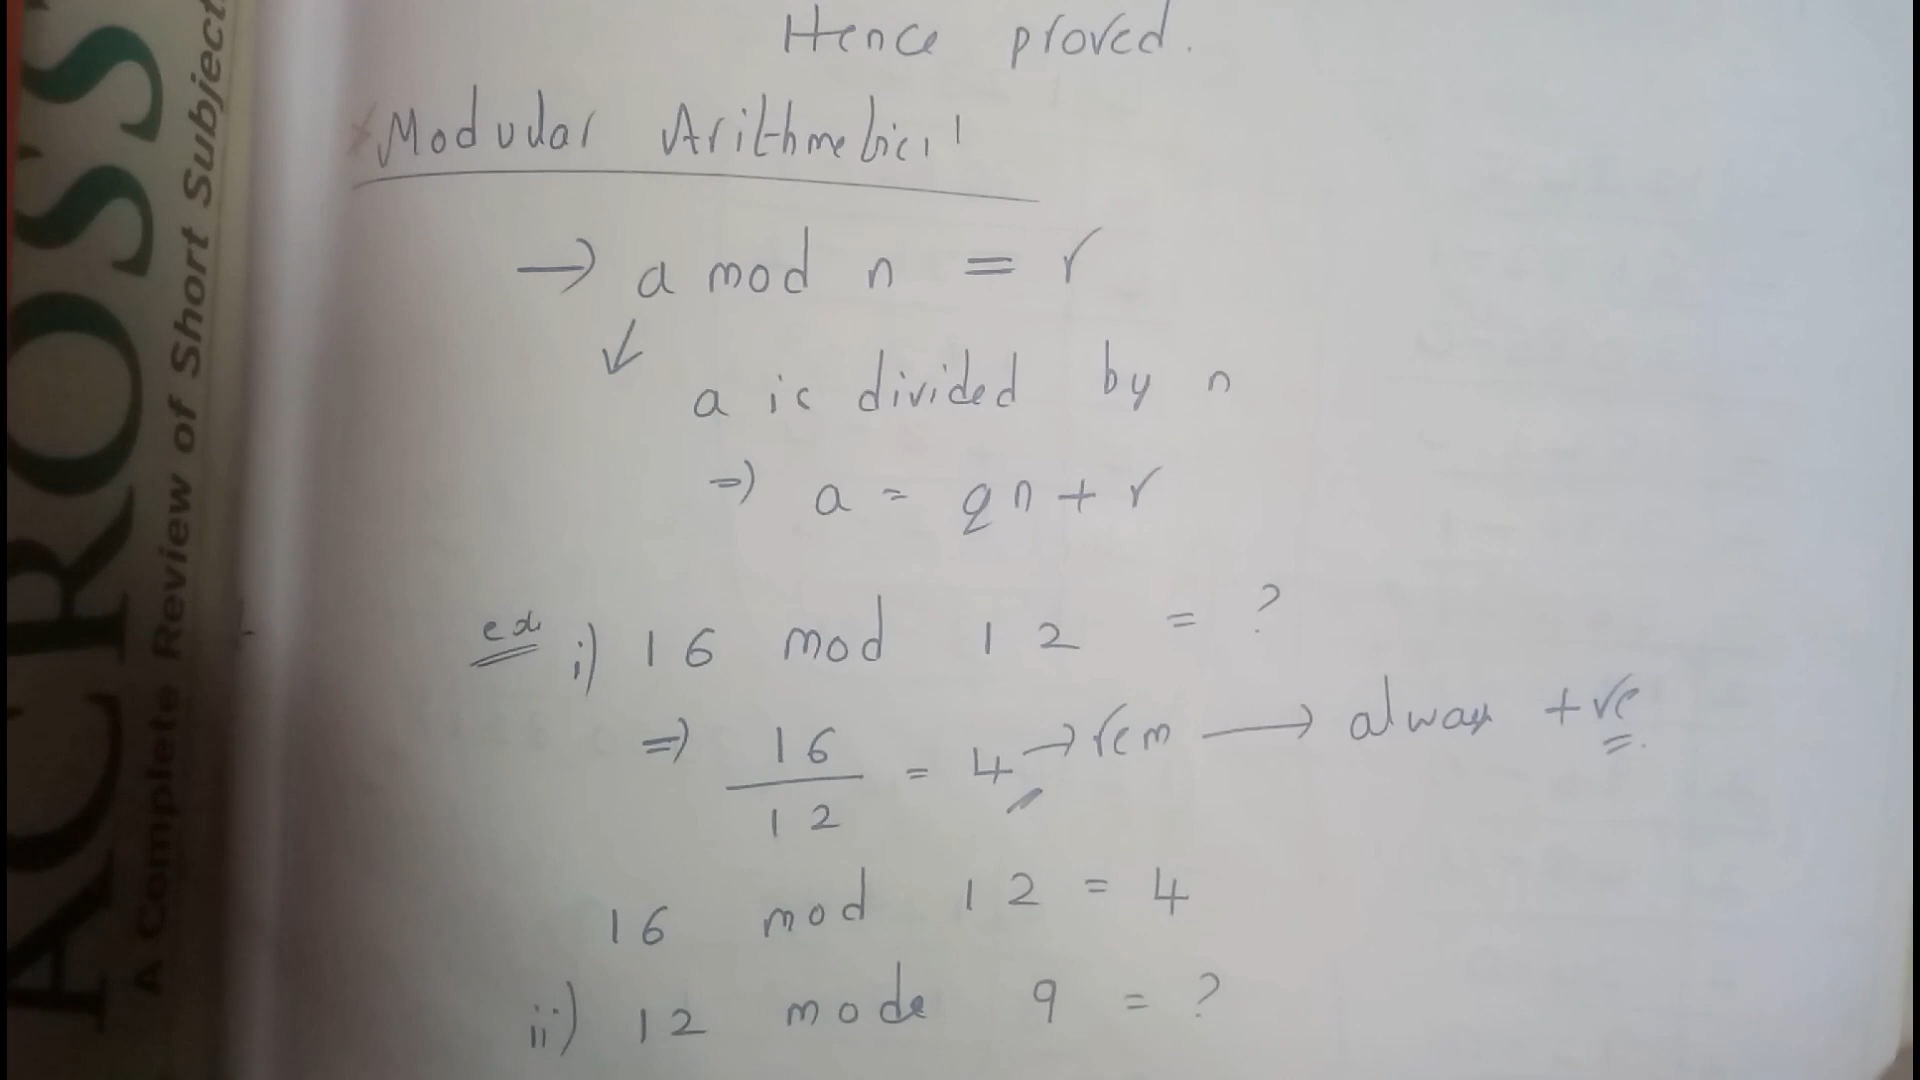 ACROSS
A Complete Review of Short Subject
Hence proved.
Modular Arithmetic:
→ a mod n = r
↓ a is divided by n
⇒ a = qn + r
ex i) 16 mod 12 = ?
⇒ 16/12 = 4 → rem → always +ve
16 mod 12 = 4
ii) 12 mode 9 = ?